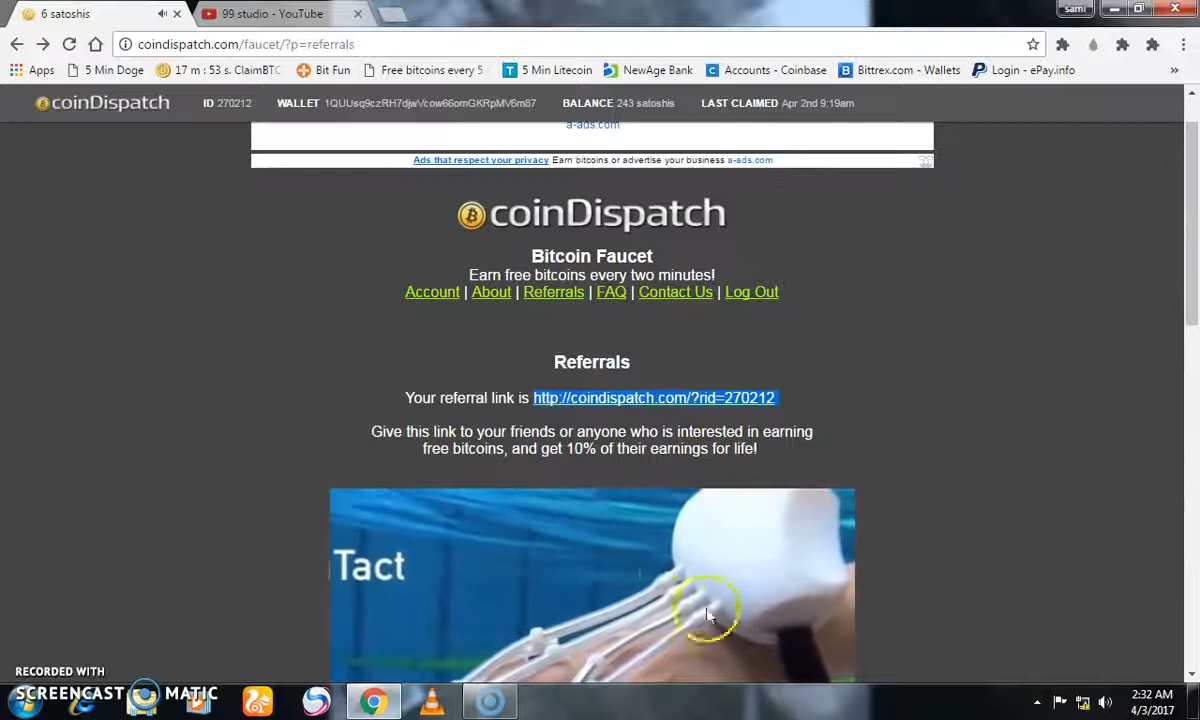 6 satoshis
99 studio - YouTube
sami
coindispatch.com/faucet/?p=referrals
Apps
5 Min Doge
17 m : 53 s. ClaimBTC
Bit Fun
Free bitcoins every 5
5 Min Litecoin
NewAge Bank
Accounts - Coinbase
Bittrex.com - Wallets
Login - ePay.info
coinDispatch
ID 270212
BALANCE 243 satoshis
LAST CLAIMED Apr 2nd 9:19am
WALLET
a-ads.com
Ads that respect your privacy Earn bitcoins or advertise your business a-ads.com
coinDispatch
Bitcoin Faucet
Earn free bitcoins every two minutes!
Account | About | Referrals | FAQ | Contact Us | Log Out
Referrals
Your referral link is http://coindispatch.com/?rid=270212
Give this link to your friends or anyone who is interested in earning
free bitcoins, and get 10% of their earnings for life!
Tact
RECORDED WITH
SCREENCAST MATIC
2:32 AM
4/3/2017